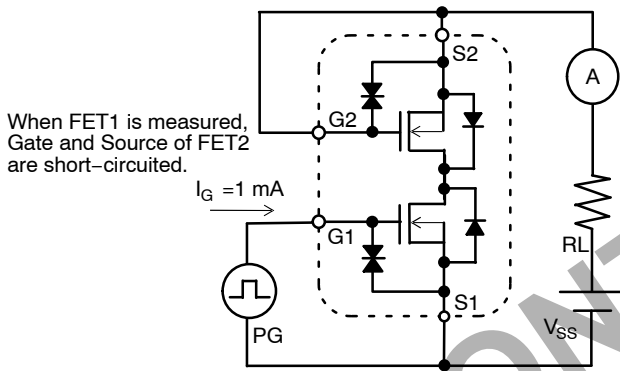 S2
A
When FET1 is measured,
Gate and Source of FET2
are short−circuited.
G2
I_G =1 mA
G1
RL
S1
PG
V_SS